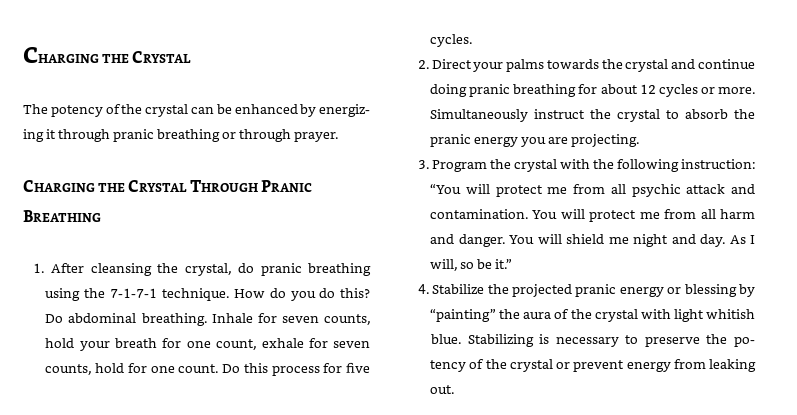 Charging the Crystal
The potency of the crystal can be enhanced by energiz-
ing it through pranic breathing or through prayer.
Charging the Crystal Through Pranic
Breathing
1. After cleansing the crystal, do pranic breathing
using the 7-1-7-1 technique. How do you do this?
Do abdominal breathing. Inhale for seven counts,
hold your breath for one count, exhale for seven
counts, hold for one count. Do this process for five
cycles.
2. Direct your palms towards the crystal and continue
doing pranic breathing for about 12 cycles or more.
Simultaneously instruct the crystal to absorb the
pranic energy you are projecting.
3. Program the crystal with the following instruction:
“You will protect me from all psychic attack and
contamination. You will protect me from all harm
and danger. You will shield me night and day. As I
will, so be it.”
4. Stabilize the projected pranic energy or blessing by
“painting” the aura of the crystal with light whitish
blue. Stabilizing is necessary to preserve the po-
tency of the crystal or prevent energy from leaking
out.